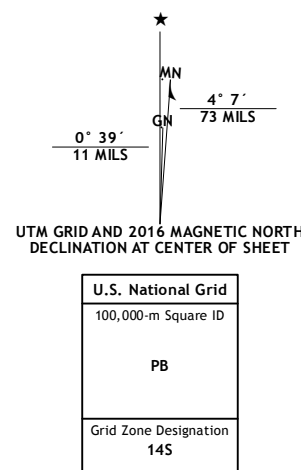 ★
MN
4° 7´
73 MILS
GN
0° 39´
11 MILS
UTM GRID AND 2016 MAGNETIC NORTH
DECLINATION AT CENTER OF SHEET
U.S. National Grid
100,000-m Square ID
PB
Grid Zone Designation
14S